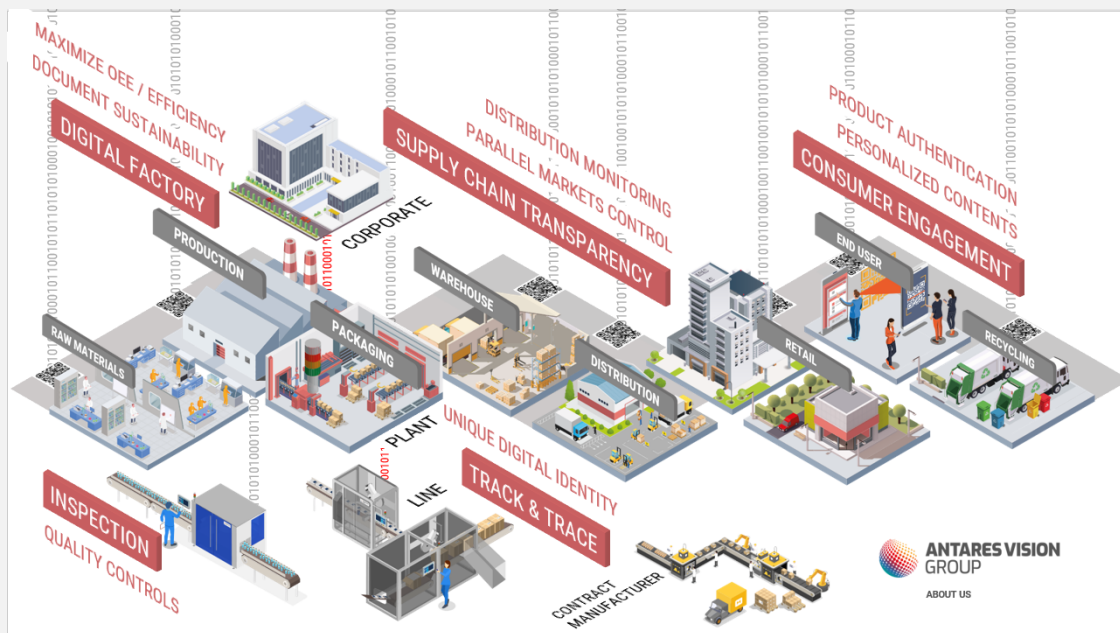 MAXIMIZE OEE / EFFICIENCY
DOCUMENT SUSTAINABILITY
DIGITAL FACTORY
CORPORATE
DISTRIBUTION MONITORING
PARALLEL MARKETS CONTROL
SUPPLY CHAIN TRANSPARENCY
PRODUCT AUTHENTICATION
PERSONALIZED CONTENTS
CONSUMER ENGAGEMENT
RAW MATERIALS
PRODUCTION
PACKAGING
WAREHOUSE
DISTRIBUTION
RETAIL
END USER
RECYCLING
PLANT
LINE
INSPECTION
QUALITY CONTROLS
UNIQUE DIGITAL IDENTITY
TRACK & TRACE
CONTRACT
MANUFACTURER
ANTARES VISION
GROUP
ABOUT US